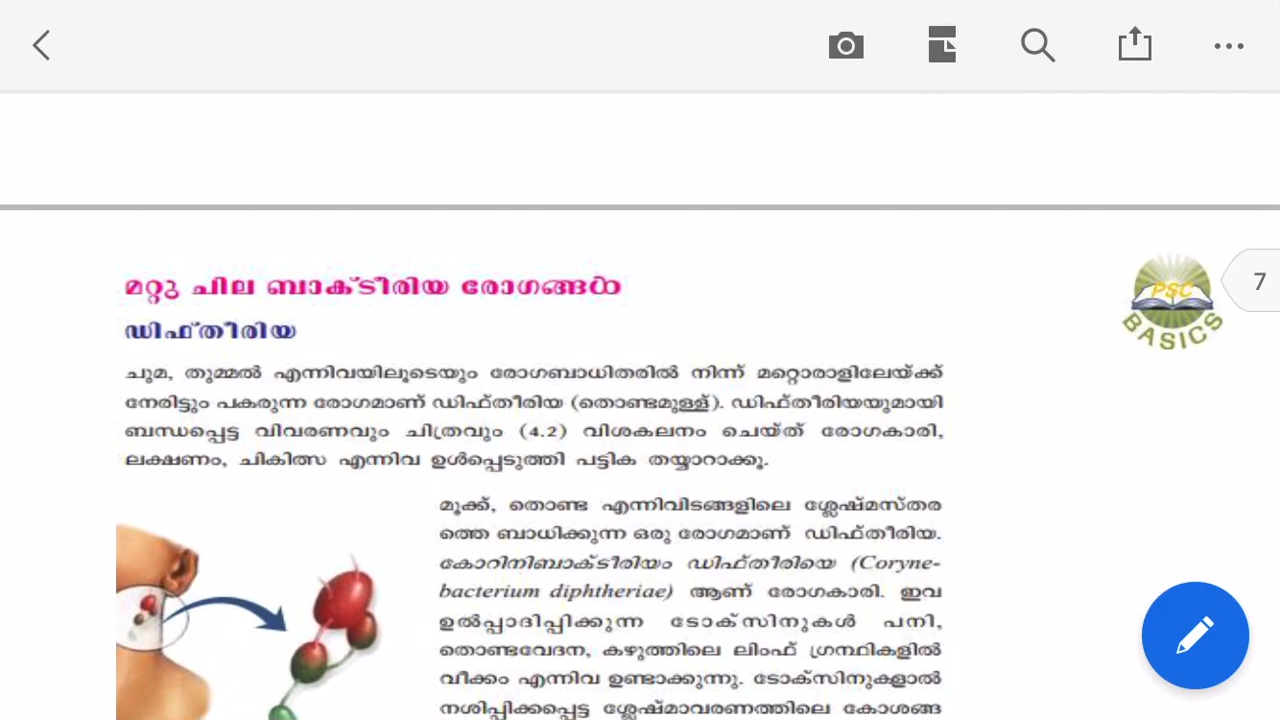 മറ്റു ചില ബാക്ടീരിയ രോഗങ്ങൾ
PSC
BASICS
7
ഡിഫ്തീരിയ
ചുമ, തുമ്മൽ എന്നിവയിലൂടെയും രോഗബാധിതരിൽ നിന്ന് മറ്റൊരാളിലേയ്ക്ക്
നേരിട്ടും പകരുന്ന രോഗമാണ് ഡിഫ്തീരിയ (തൊണ്ടമുള്ള്). ഡിഫ്തീരിയയുമായി
ബന്ധപ്പെട്ട വിവരണവും ചിത്രവും (4.2) വിശകലനം ചെയ്ത് രോഗകാരി,
ലക്ഷണം, ചികിത്സ എന്നിവ ഉൾപ്പെടുത്തി പട്ടിക തയ്യാറാക്കൂ.
മൂക്ക്, തൊണ്ട എന്നിവിടങ്ങളിലെ ശ്ലേഷ്മസ്തര
ത്തെ ബാധിക്കുന്ന ഒരു രോഗമാണ് ഡിഫ്തീരിയ.
കോറിനിബാക്ടീരിയം ഡിഫ്തീരിയെ (Coryne-
bacterium diphtheriae) ആണ് രോഗകാരി. ഇവ
ഉൽപ്പാദിപ്പിക്കുന്ന ടോക്സിനുകൾ പനി,
തൊണ്ടവേദന, കഴുത്തിലെ ലിംഫ് ഗ്രന്ഥികളിൽ
വീക്കം എന്നിവ ഉണ്ടാക്കുന്നു. ടോക്സിനുകളാൽ
നശിപ്പിക്കപ്പെട്ട ശ്ലേഷ്മാവരണത്തിലെ കോശങ്ങ